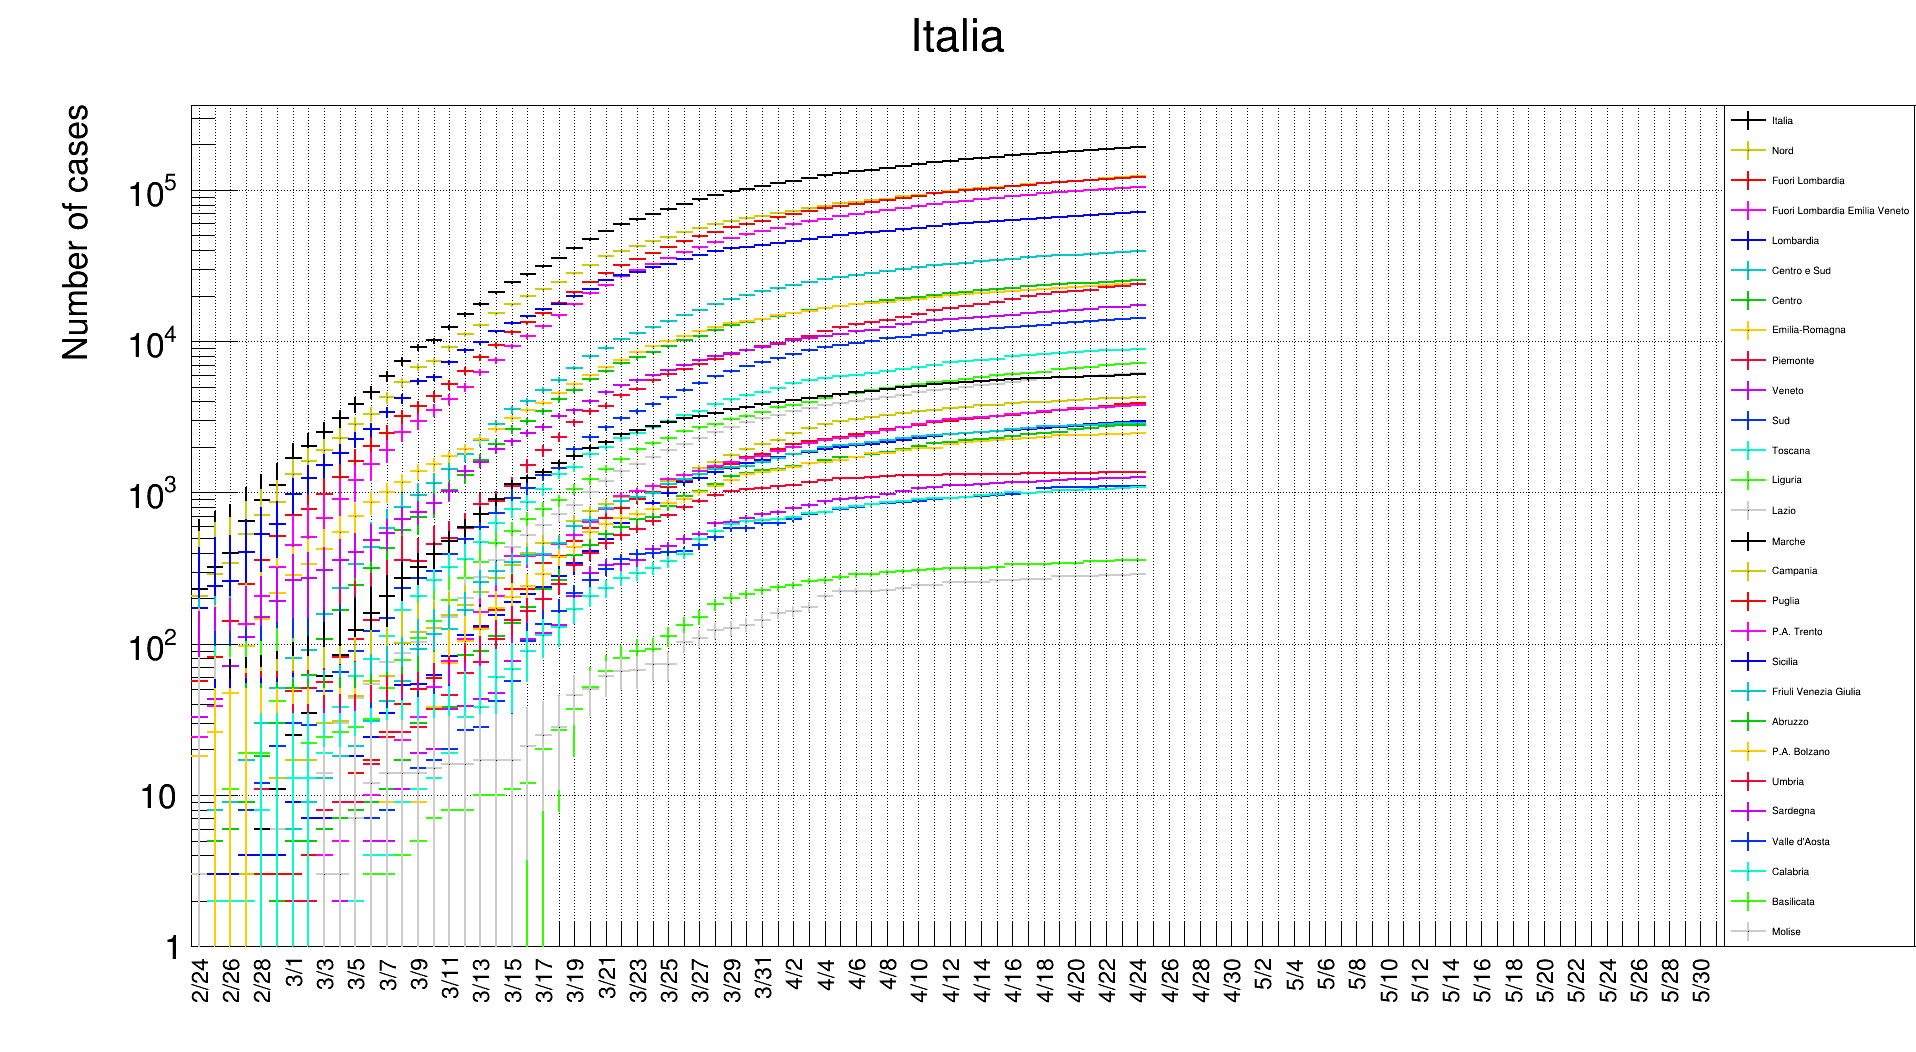 Italia
Number of cases
10^5
10^4
10^3
10^2
10
1
2/24 2/26 2/28 3/1 3/3 3/5 3/7 3/9 3/11 3/13 3/15 3/17 3/19 3/21 3/23 3/25 3/27 3/29 3/31 4/2 4/4 4/6 4/8 4/10 4/12 4/14 4/16 4/18 4/20 4/22 4/24 4/26 4/28 4/30 5/2 5/4 5/6 5/8 5/10 5/12 5/14 5/16 5/18 5/20 5/22 5/24 5/26 5/28 5/30
Italia
Nord
Fuori Lombardia
Fuori Lombardia Emilia Veneto
Lombardia
Centro e Sud
Centro
Emilia-Romagna
Piemonte
Veneto
Sud
Toscana
Liguria
Lazio
Marche
Campania
Puglia
P.A. Trento
Sicilia
Friuli Venezia Giulia
Abruzzo
P.A. Bolzano
Umbria
Sardegna
Valle d'Aosta
Calabria
Basilicata
Molise